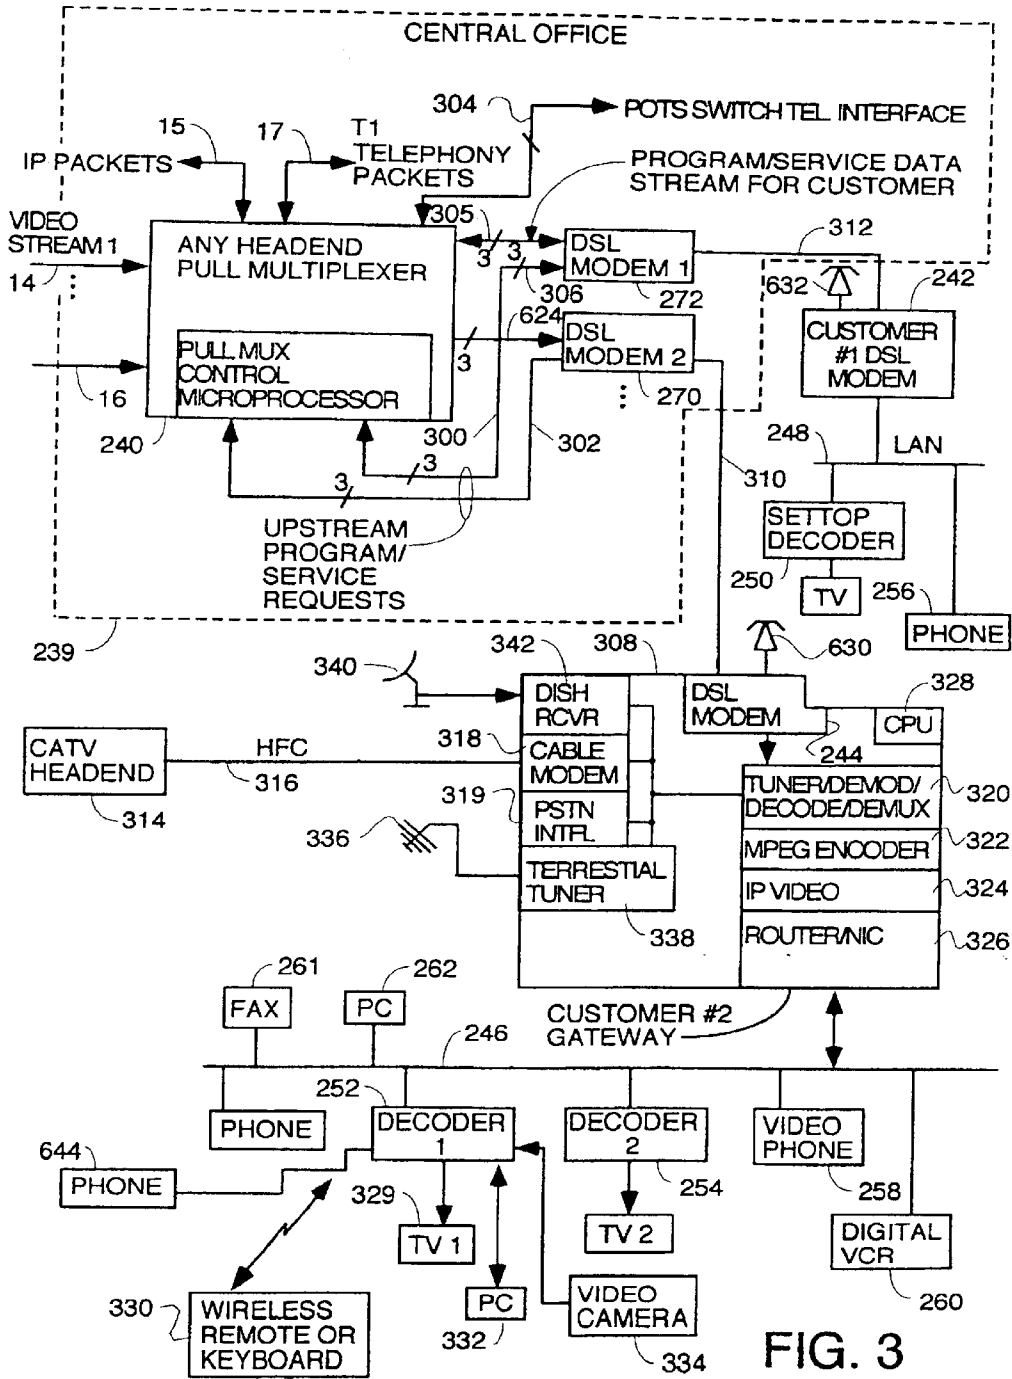 CENTRAL OFFICE
304
POTS SWITCH TEL INTERFACE
15
17
T1
TELEPHONY
PACKETS
IP PACKETS
PROGRAM/SERVICE DATA
STREAM FOR CUSTOMER
VIDEO
STREAM 1
14
ANY HEADEND
PULL MULTIPLEXER
305
3
3
DSL
MODEM 1
312
306
272
632
242
624
3
DSL
MODEM 2
CUSTOMER
#1 DSL
MODEM
PULL MUX
CONTROL
MICROPROCESSOR
16
240
300
302
270
3
3
310
248
LAN
UPSTREAM
PROGRAM/
SERVICE
REQUESTS
SETTOP
DECODER
250
TV
256
PHONE
239
340
342
308
630
DISH
RCVR
DSL
MODEM
328
CPU
244
CATV
HEADEND
314
HFC
316
318
CABLE
MODEM
319
PSTN
INTFL
TUNER/DEMOD/
DECODE/DEMUX
320
336
MPEG ENCODER
322
TERRESTIAL
TUNER
338
IP VIDEO
324
ROUTER/NIC
326
261
FAX
262
PC
CUSTOMER #2
GATEWAY
246
252
PHONE
DECODER
1
DECODER
2
254
VIDEO
PHONE
258
644
PHONE
329
TV 1
TV 2
DIGITAL
VCR
260
330
WIRELESS
REMOTE OR
KEYBOARD
PC
332
VIDEO
CAMERA
334
FIG. 3